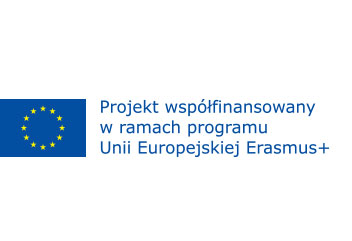 Projekt współfinansowany
w ramach programu
Unii Europejskiej Erasmus+